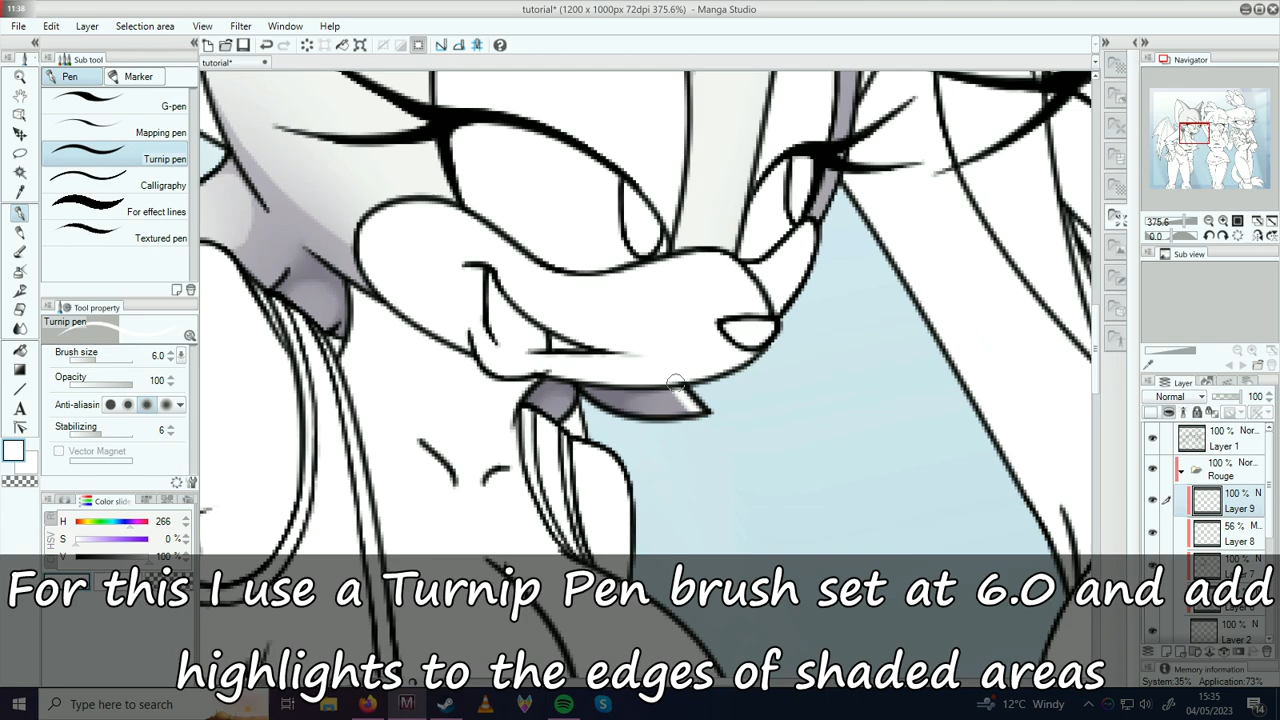 11:38
tutorial* (1200 x 1000px 72dpi 375.6%) - Manga Studio
File Edit Layer Selection area View Filter Window Help
Sub tool
tutorial*
Navigator
Pen Marker
G-pen
Mapping pen
Turnip pen
Calligraphy
For effect lines
Textured pen
375.6
0.0
Sub view
Tool property
Turnip pen
Brush size 6.0
Opacity 100
Anti-aliasin
Stabilizing 6
Vector Magnet
Layer
Normal 100
100 % Nor...
Layer 1
100 % Nor...
Rouge
100 % N
Layer 9
56 % M...
Layer 8
100 % N
Layer 2
Color slide
HSV
H 266
S 0 %
V 100 %
For this I use a Turnip Pen brush set at 6.0 and add
highlights to the edges of shaded areas
Memory information
System:35% Application:73%
Type here to search
12°C Windy
15:35
04/05/2023
14